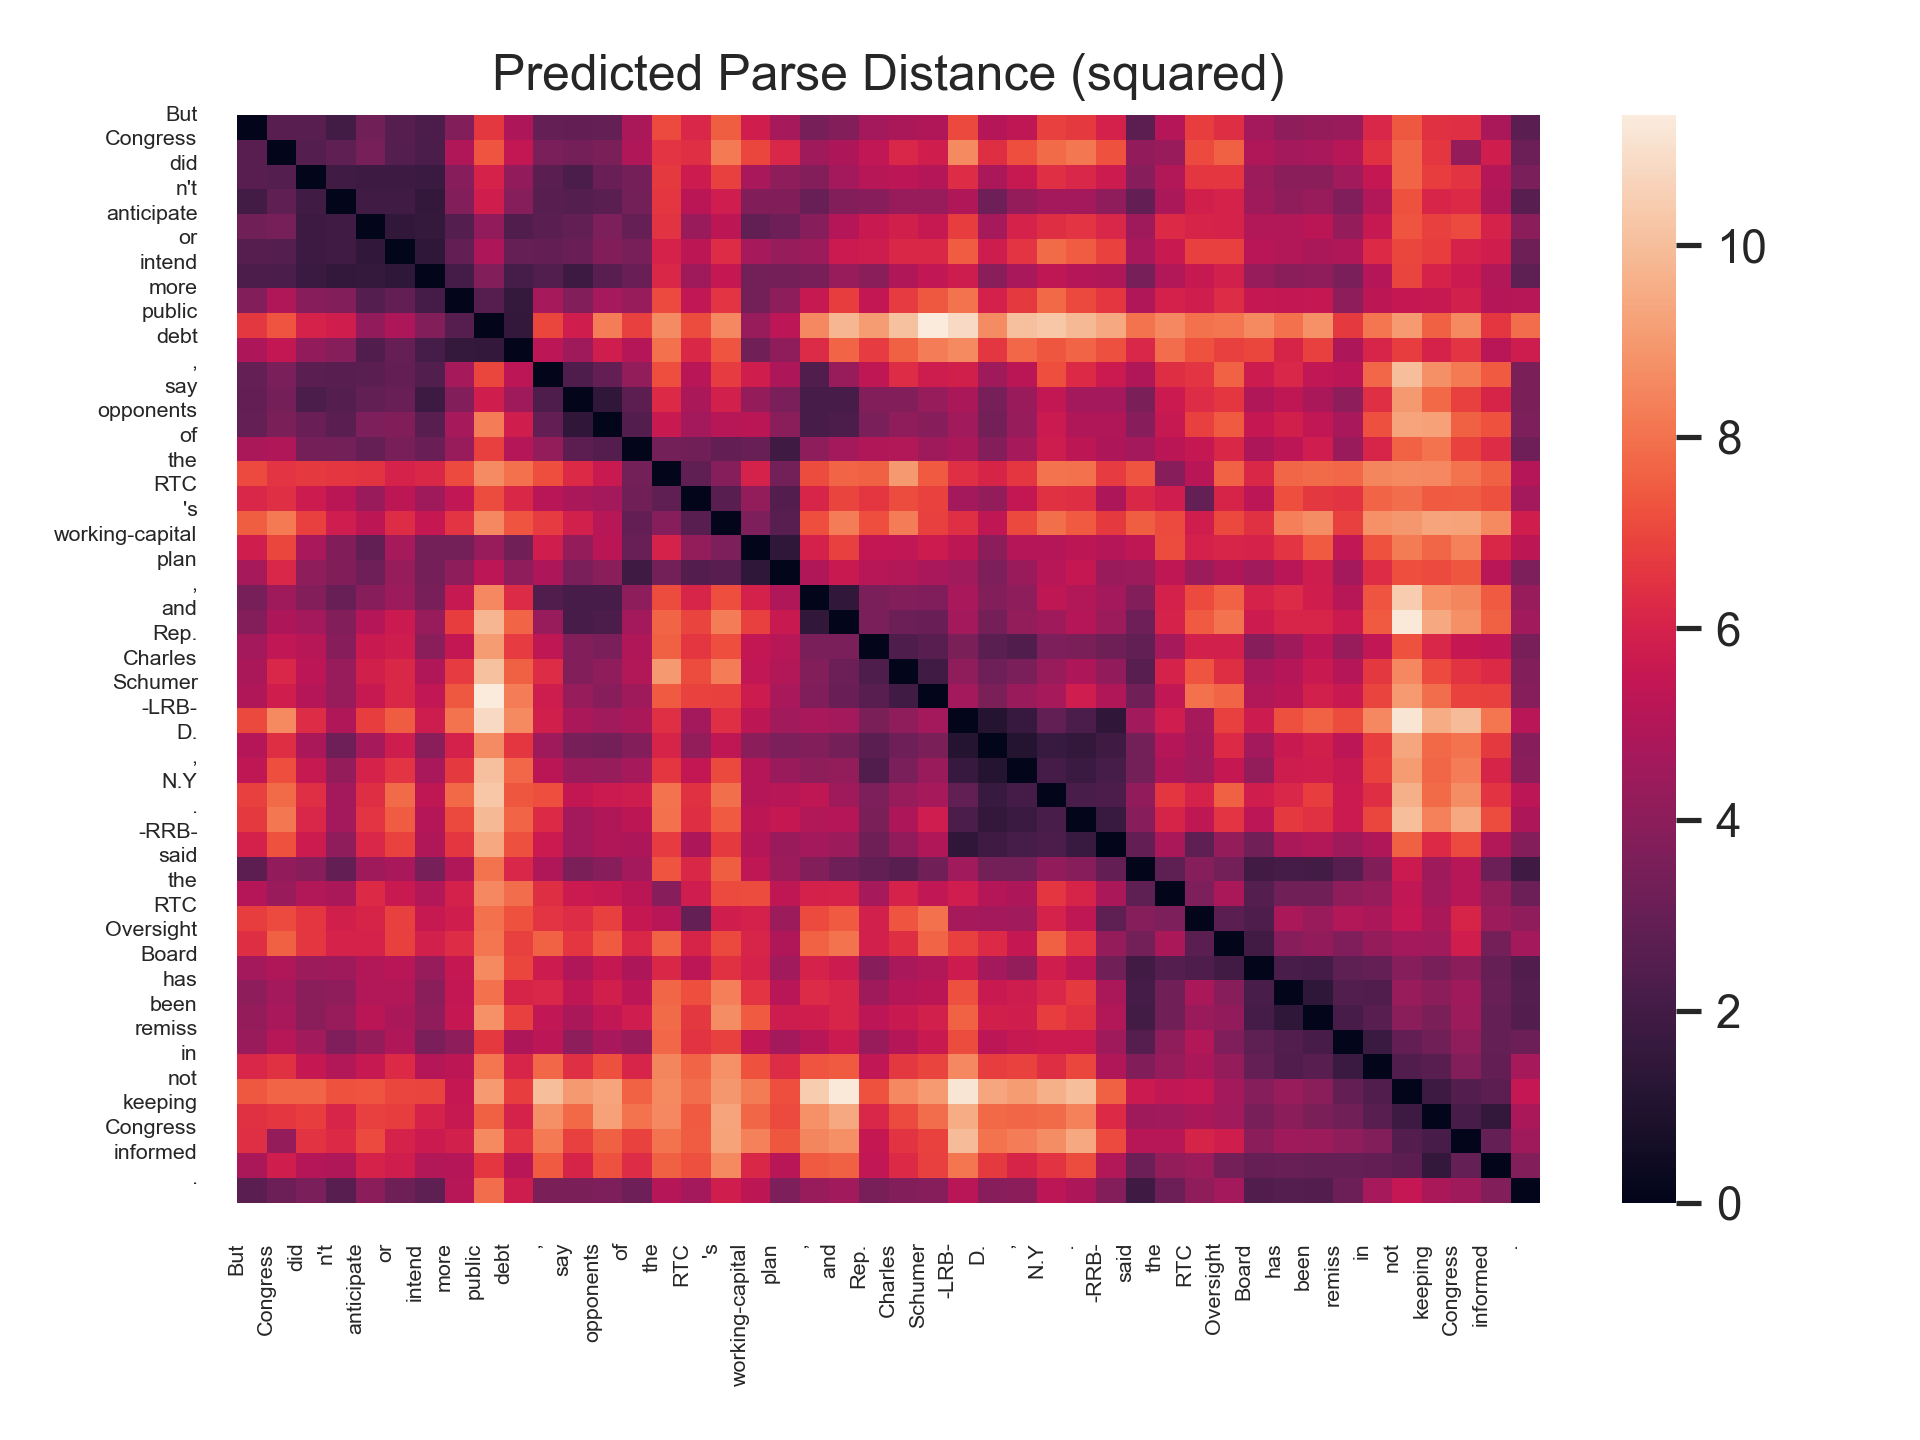 Predicted Parse Distance (squared)
But
Congress
did
n't
anticipate
or
intend
more
public
debt
,
say
opponents
of
the
RTC
's
working-capital
plan
,
and
Rep.
Charles
Schumer
-LRB-
D.
,
N.Y
.
-RRB-
said
the
RTC
Oversight
Board
has
been
remiss
in
not
keeping
Congress
informed
.
10
8
6
4
2
0
But
Congress
did
n't
anticipate
or
intend
more
public
debt
,
say
opponents
of
the
RTC
's
working-capital
plan
,
and
Rep.
Charles
Schumer
-LRB-
D.
,
N.Y
.
-RRB-
said
the
RTC
Oversight
Board
has
been
remiss
in
not
keeping
Congress
informed
.